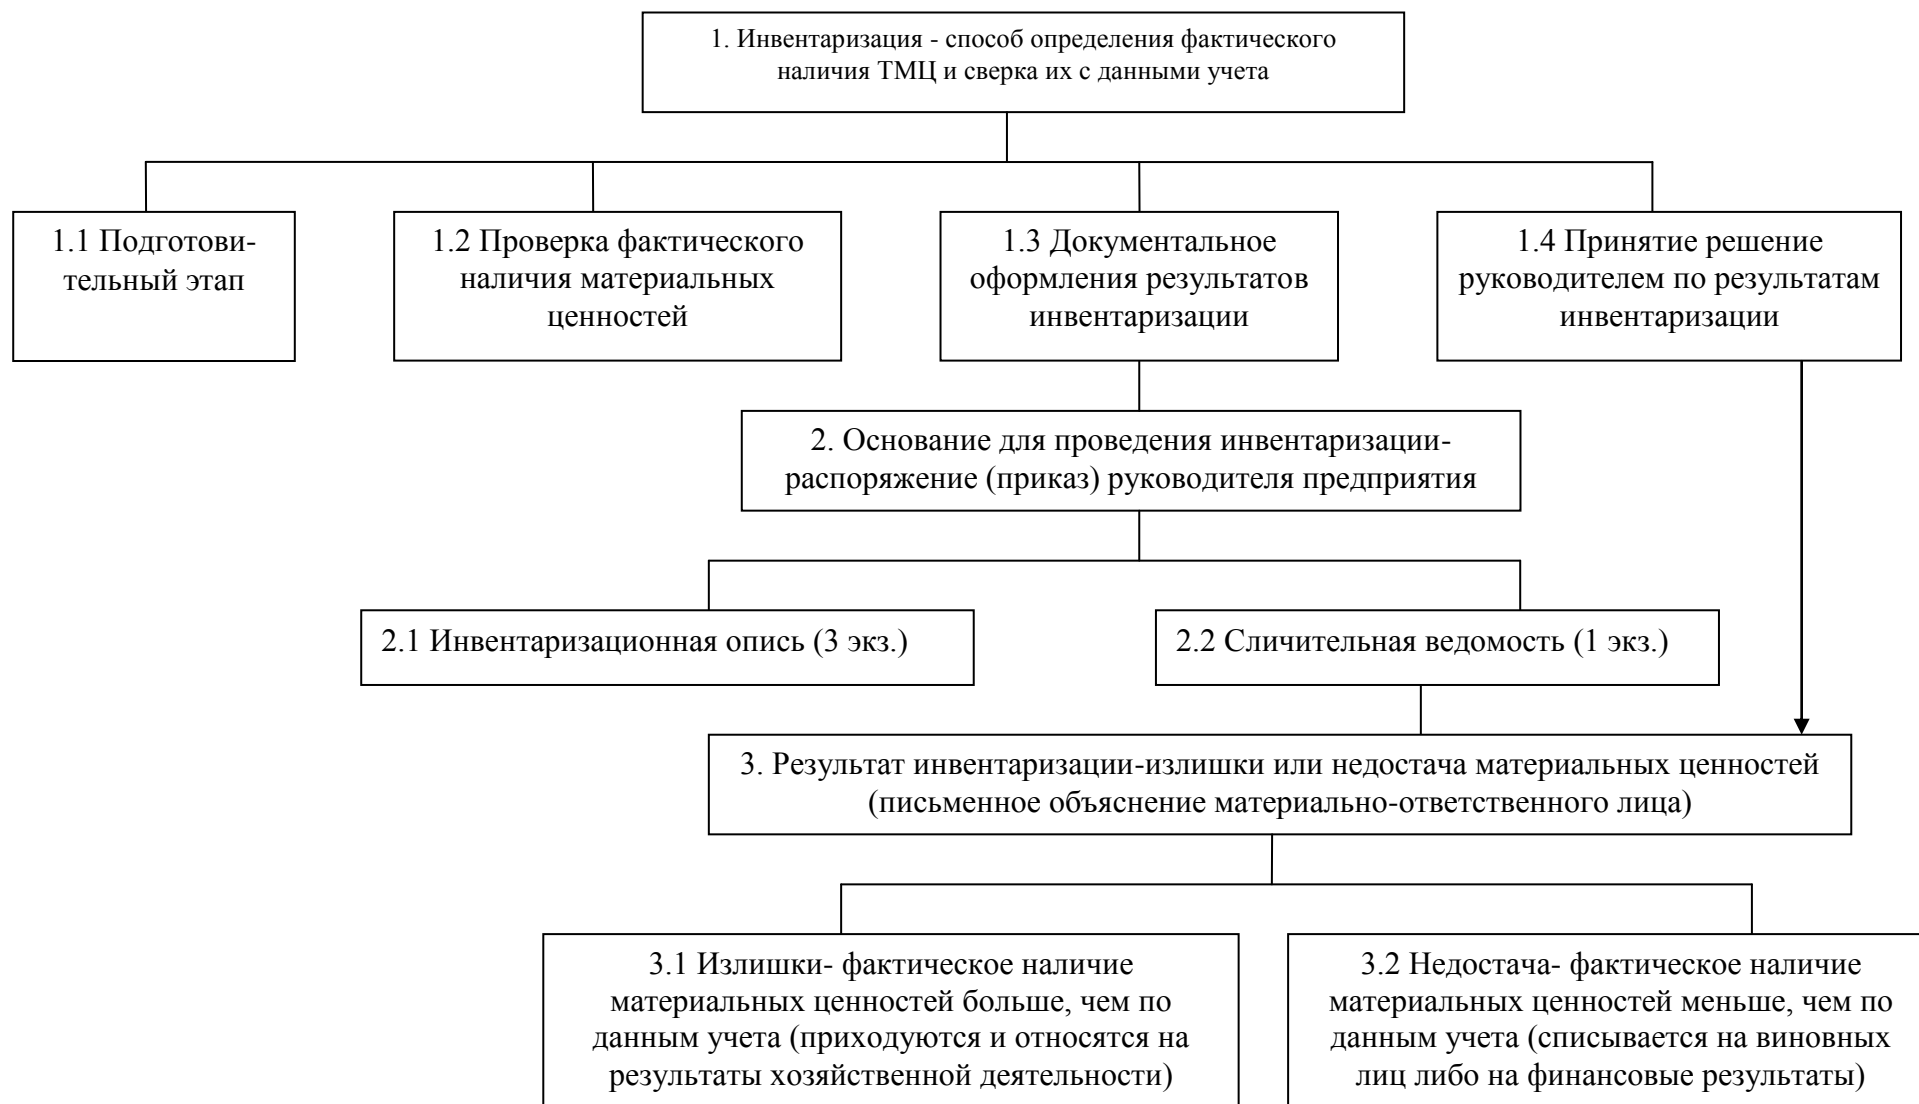 1. Инвентаризация - способ определения фактического
наличия ТМЦ и сверка их с данными учета
1.1 Подготови-
тельный этап
1.2 Проверка фактического
наличия материальных
ценностей
1.3 Документальное
оформления результатов
инвентаризации
1.4 Принятие решение
руководителем по результатам
инвентаризации
2. Основание для проведения инвентаризации-
распоряжение (приказ) руководителя предприятия
2.1 Инвентаризационная опись (3 экз.)
2.2 Сличительная ведомость (1 экз.)
3. Результат инвентаризации-излишки или недостача материальных ценностей
(письменное объяснение материально-ответственного лица)
3.1 Излишки- фактическое наличие
материальных ценностей больше, чем по
данным учета (приходуются и относятся на
результаты хозяйственной деятельности)
3.2 Недостача- фактическое наличие
материальных ценностей меньше, чем по
данным учета (списывается на виновных
лиц либо на финансовые результаты)